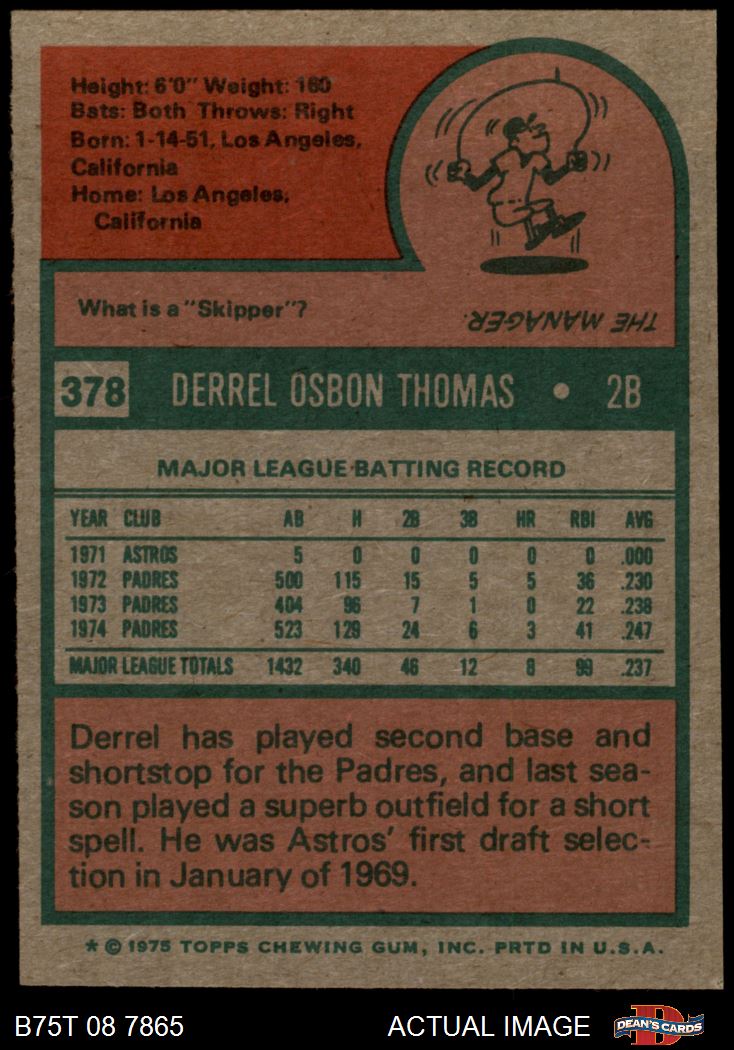 Height: 6'0" Weight: 160
Bats: Both Throws: Right
Born: 1-14-51, Los Angeles,
California
Home: Los Angeles,
California
What is a "Skipper"?
THE MANAGER.
378 DERREL OSBON THOMAS • 2B
MAJOR LEAGUE BATTING RECORD
YEAR CLUB AB H 2B 3B HR RBI AVG
1971 ASTROS 5 0 0 0 0 0 .000
1972 PADRES 500 115 15 5 5 36 .230
1973 PADRES 404 96 7 1 0 22 .238
1974 PADRES 523 129 24 6 3 41 .247
MAJOR LEAGUE TOTALS 1432 340 46 12 8 99 .237
Derrel has played second base and
shortstop for the Padres, and last sea-
son played a superb outfield for a short
spell. He was Astros' first draft selec-
tion in January of 1969.
* © 1975 TOPPS CHEWING GUM, INC. PRTD IN U.S.A.
B75T 08 7865 ACTUAL IMAGE DEAN'S CARDS